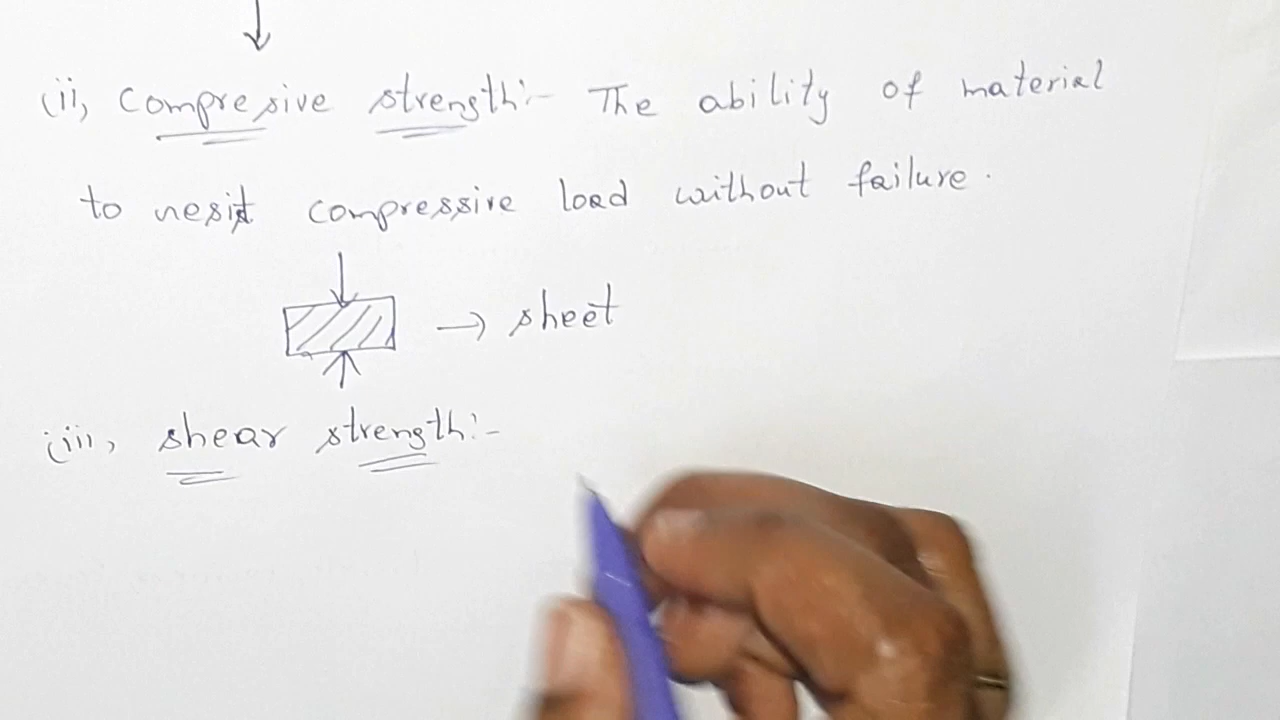 (ii), compresive strength:- The ability of material
to resist compressive load without failure.
→ sheet
(iii), shear strength:-